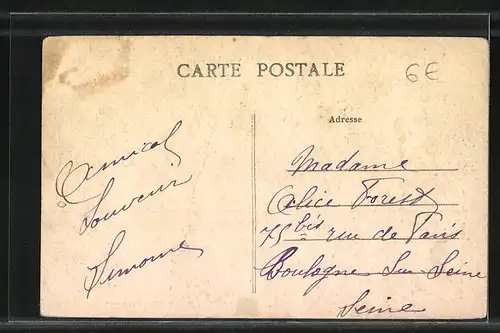 CARTE POSTALE
6€
Adresse
Amical
Souvenir
Simone
Madame
Alice Forest
75 bis rue de Paris
Boulogne Sur Seine
Seine